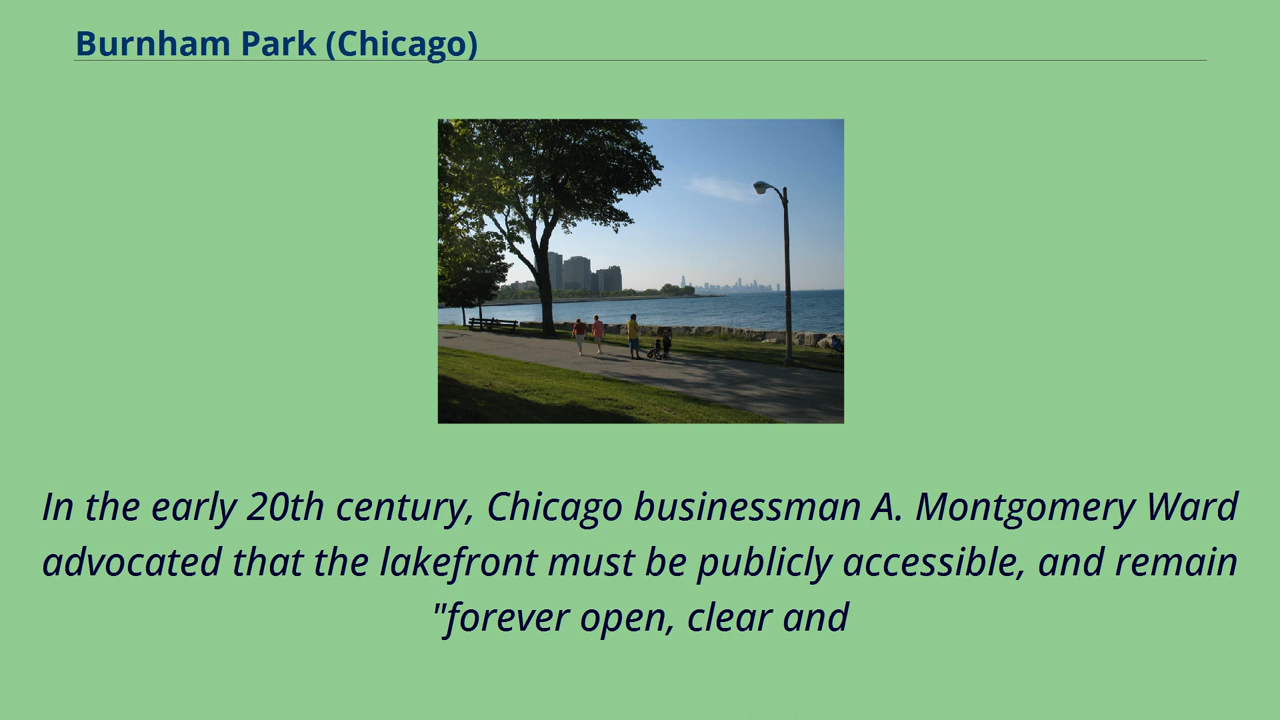 Burnham Park (Chicago)
In the early 20th century, Chicago businessman A. Montgomery Ward
advocated that the lakefront must be publicly accessible, and remain
"forever open, clear and